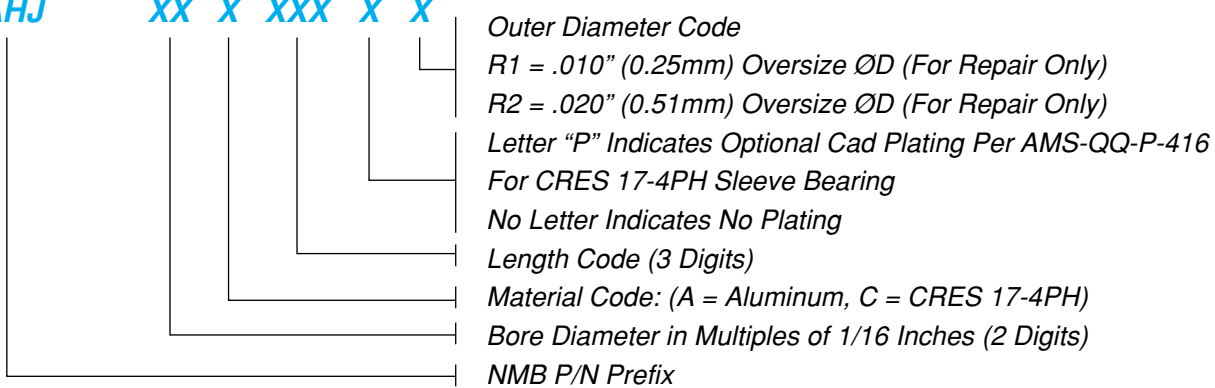 HJ XX X XXX X X
Outer Diameter Code
R1 = .010” (0.25mm) Oversize ØD (For Repair Only)
R2 = .020” (0.51mm) Oversize ØD (For Repair Only)
Letter “P” Indicates Optional Cad Plating Per AMS-QQ-P-416
For CRES 17-4PH Sleeve Bearing
No Letter Indicates No Plating
Length Code (3 Digits)
Material Code: (A = Aluminum, C = CRES 17-4PH)
Bore Diameter in Multiples of 1/16 Inches (2 Digits)
NMB P/N Prefix